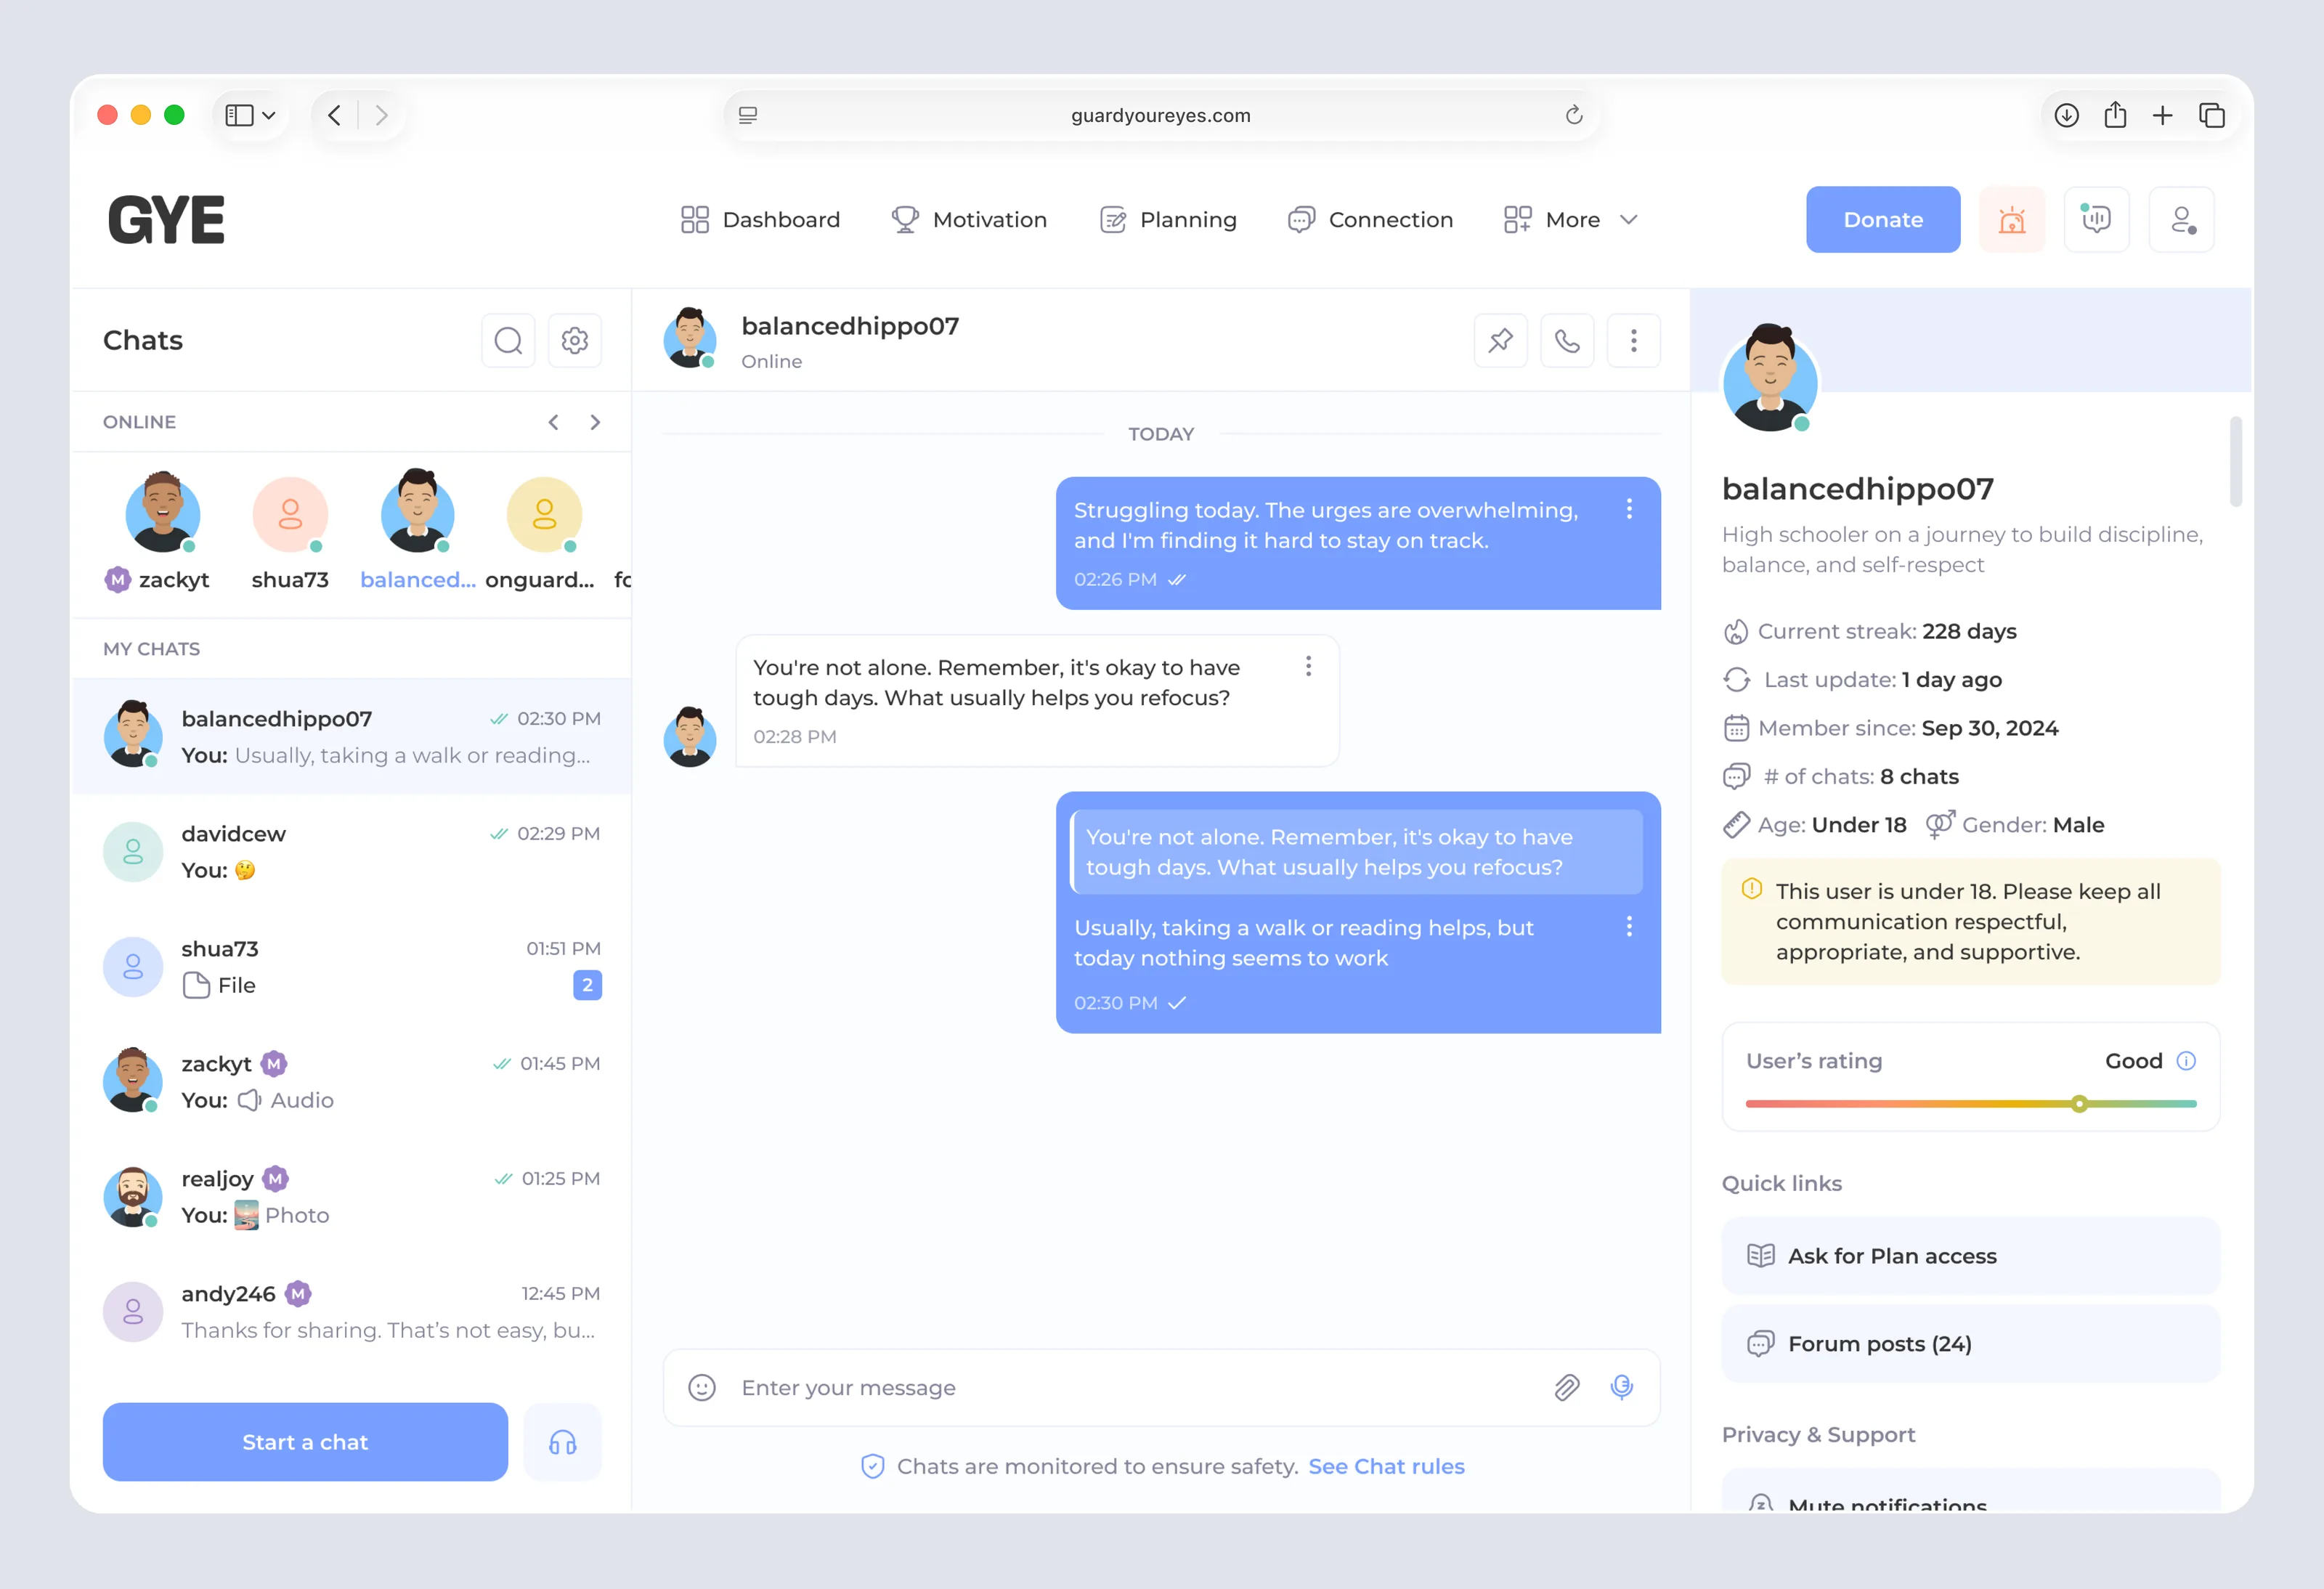 guardyoureyes.com
GYE
Dashboard
Motivation
Planning
Connection
More
Donate
Chats
ONLINE
M zackyt
shua73
balanced...
onguard...
fo
MY CHATS
balancedhippo07
02:30 PM
You: Usually, taking a walk or reading...
davidcew
02:29 PM
You: 🤔
shua73
01:51 PM
File
2
zackyt M
01:45 PM
You: Audio
realjoy M
01:25 PM
You: Photo
andy246 M
12:45 PM
Thanks for sharing. That’s not easy, bu...
Start a chat
balancedhippo07
Online
TODAY
Struggling today. The urges are overwhelming,
and I'm finding it hard to stay on track.
02:26 PM
You're not alone. Remember, it's okay to have
tough days. What usually helps you refocus?
02:28 PM
You're not alone. Remember, it's okay to have
tough days. What usually helps you refocus?
Usually, taking a walk or reading helps, but
today nothing seems to work
02:30 PM
Enter your message
Chats are monitored to ensure safety. See Chat rules
balancedhippo07
High schooler on a journey to build discipline,
balance, and self-respect
Current streak: 228 days
Last update: 1 day ago
Member since: Sep 30, 2024
# of chats: 8 chats
Age: Under 18 Gender: Male
This user is under 18. Please keep all
communication respectful,
appropriate, and supportive.
User’s rating
Good
Quick links
Ask for Plan access
Forum posts (24)
Privacy & Support
Mute notifications